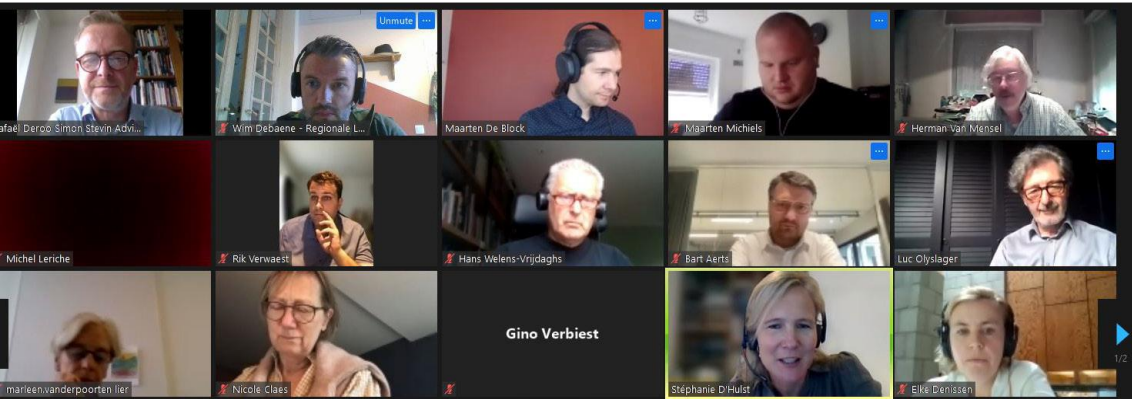 afaël Deroo Simon Stevin Advi...
Unmute ...
Wim Debaene - Regionale L...
...
Maarten De Block
...
Maarten Michiels
Herman Van Mensel
Michel Leriche
Rik Verwaest
Hans Welens-Vrijdaghs
...
Bart Aerts
...
Luc Olyslager
marleen.vanderpoorten lier
Nicole Claes
Gino Verbiest
Stéphanie D'Hulst
Elke Denissen
1/2